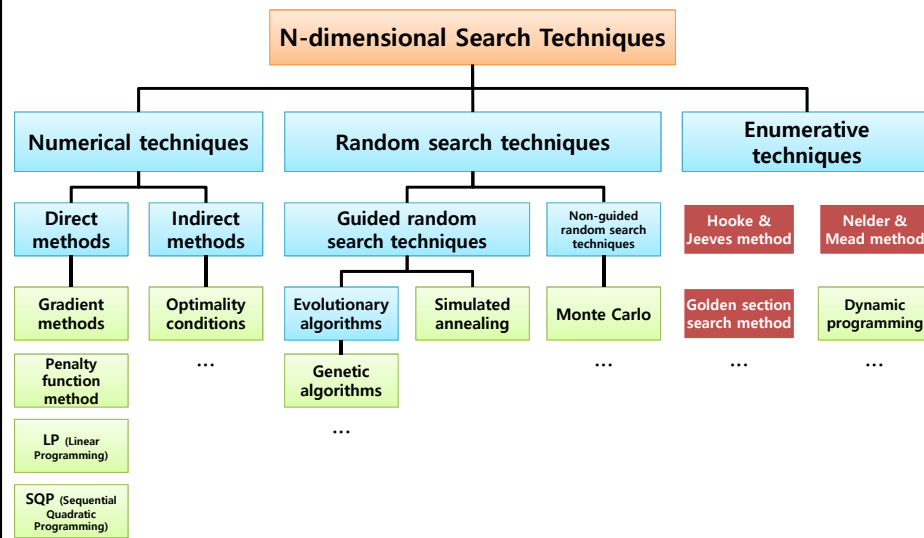 N-dimensional Search Techniques
Numerical techniques
Random search techniques
Enumerative
techniques
Direct
methods
Indirect
methods
Guided random
search techniques
Non-guided
random search
techniques
Hooke &
Jeeves method
Nelder &
Mead method
Gradient
methods
Optimality
conditions
Evolutionary
algorithms
Simulated
annealing
Monte Carlo
Golden section
search method
Dynamic
programming
Penalty
function
method
...
Genetic
algorithms
...
...
...
...
LP (Linear
Programming)
SQP (Sequential
Quadratic
Programming)